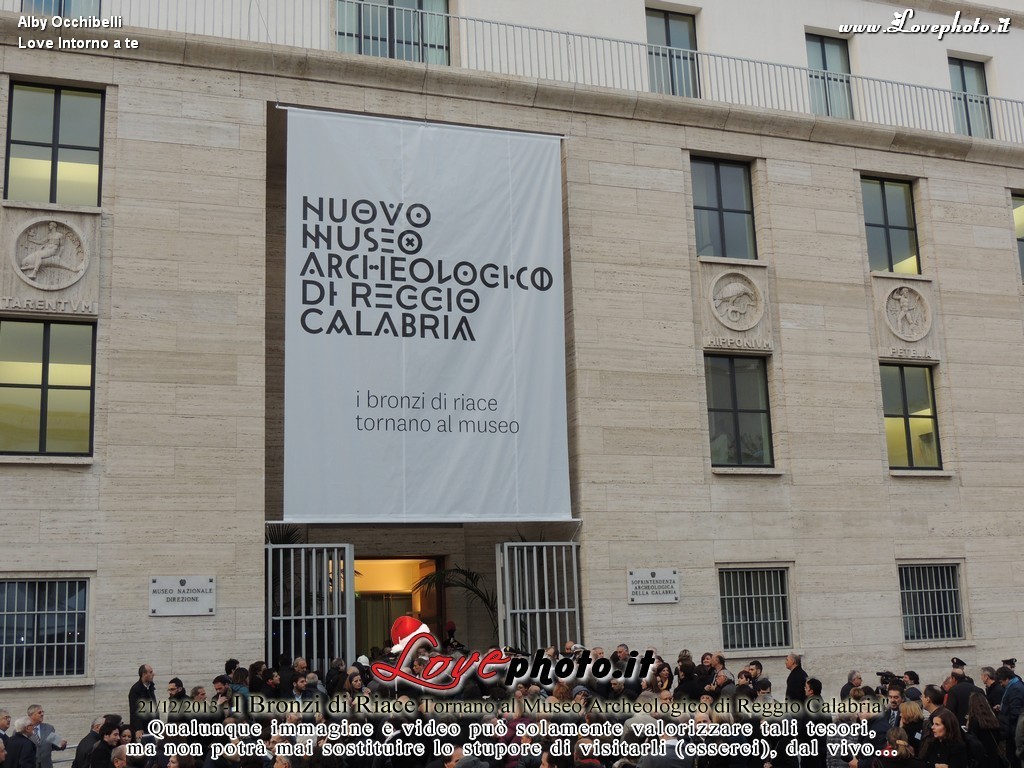 Alby Occhibelli
Love Intorno a te
www.Lovephoto.it
NUOVO
MUSEO
ARCHEOLOGICO
DI REGGIO
CALABRIA
i bronzi di riace
tornano al museo
TARENTVM
HIPPONIVM
PETELIA
MUSEO NAZIONALE
DIREZIONE
SOPRINTENDENZA
ARCHEOLOGICA
DELLA CALABRIA
Lovephoto.it
21/12/2013 - I Bronzi di Riace Tornano al Museo Archeologico di Reggio Calabria!
Qualunque immagine e video può solamente valorizzare tali tesori,
ma non potrà mai sostituire lo stupore di visitarli (esserci), dal vivo...